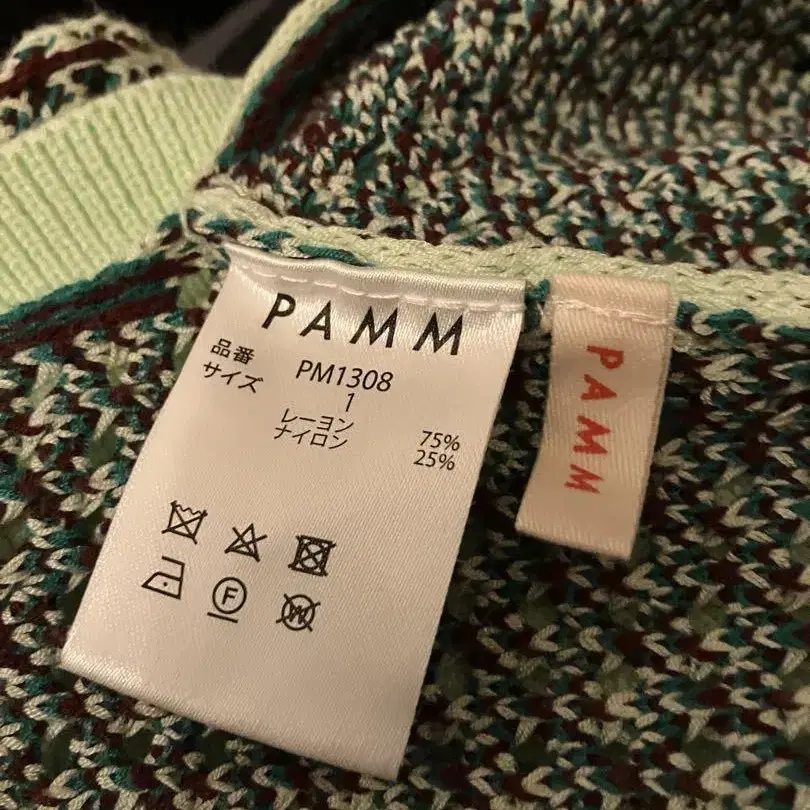 PAMM
品番 PM1308
サイズ 1
レーヨン 75%
ナイロン 25%
F
W
PAMM